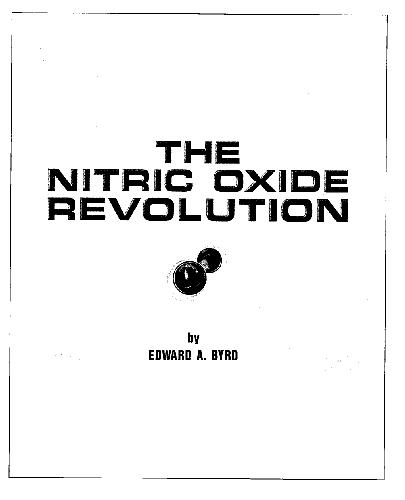 THE
NITRIC OXIDE
REVOLUTION
by
EDWARD A. BYRD